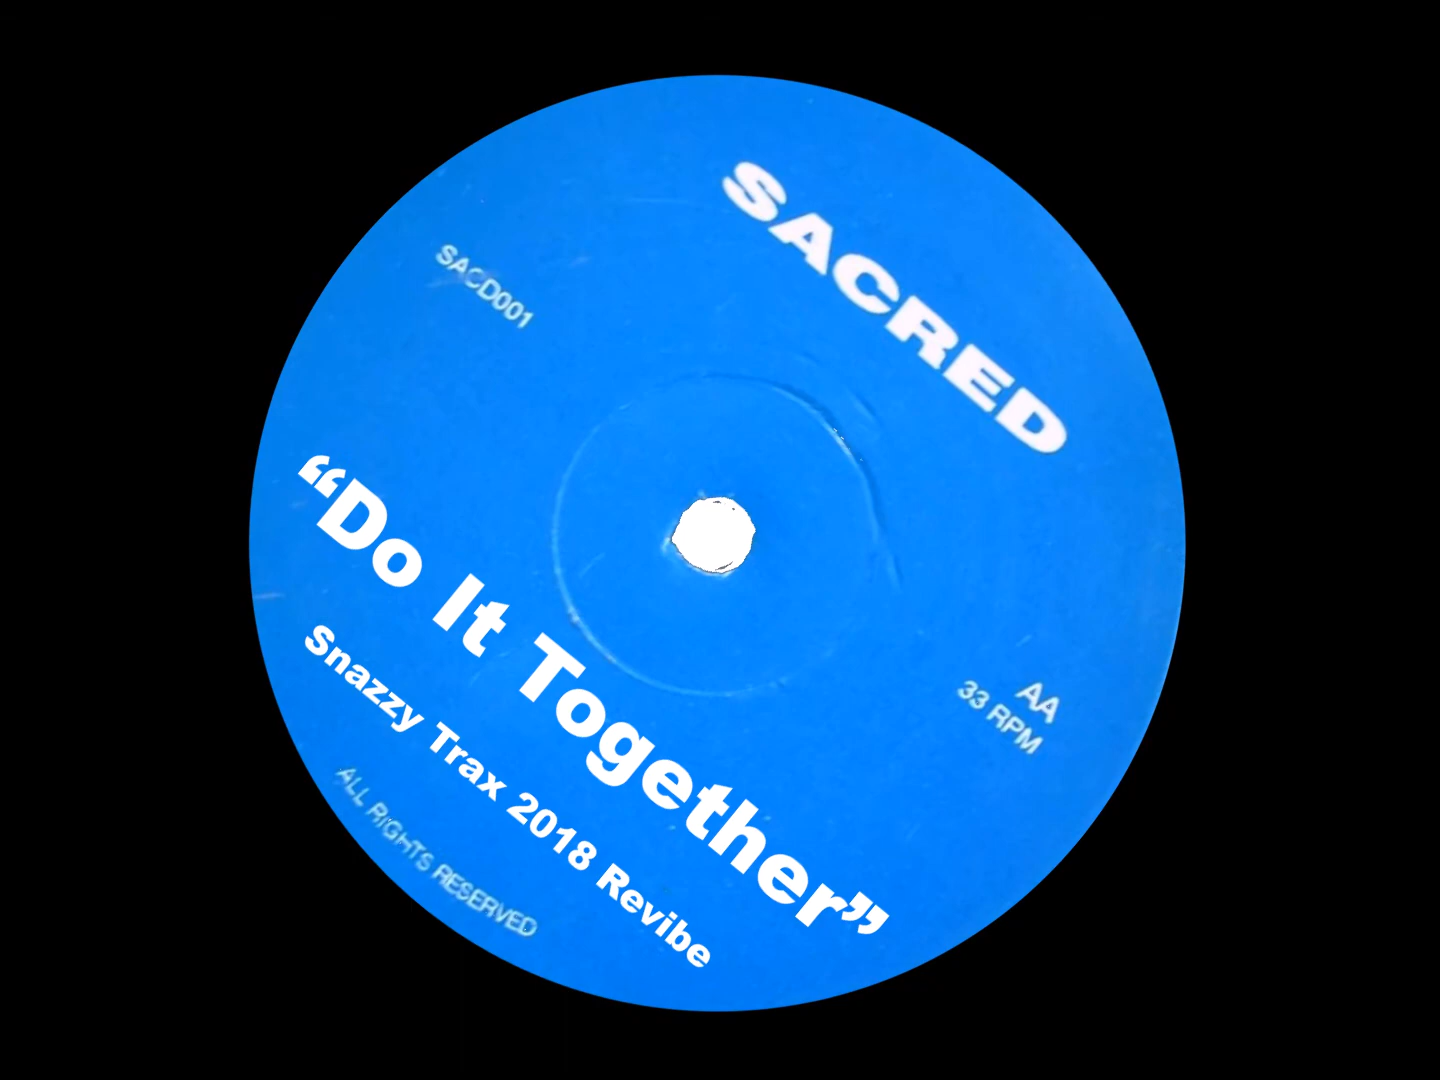 SACRED
SACD001
AA
33 RPM
“Do It Together”
Snazzy Trax 2018 Revibe
ALL RIGHTS RESERVED